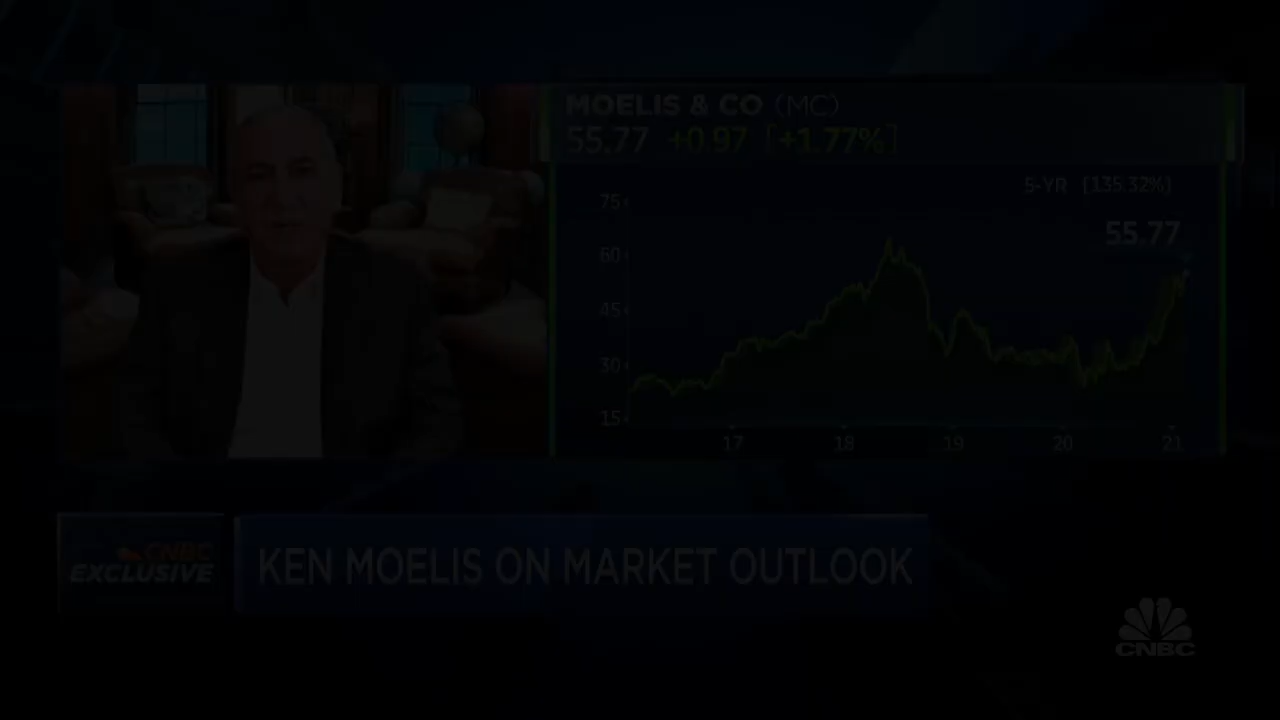 MOELIS & CO (MC)
55.77 +0.97 [+1.77%]
5-YR [135.32%]
75
55.77
60
45
30
15
17 18 19 20 21
CNBC
EXCLUSIVE
KEN MOELIS ON MARKET OUTLOOK
CNBC